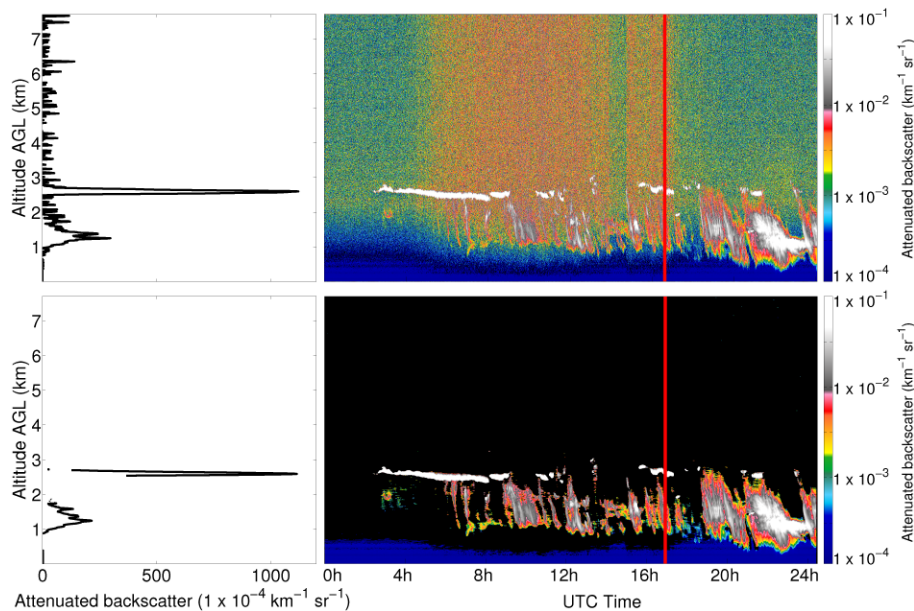 7
6
5
4
3
2
1
Altitude AGL (km)
1 x 10⁻¹
1 x 10⁻²
1 x 10⁻³
1 x 10⁻⁴
Attenuated backscatter (km⁻¹ sr⁻¹)
7
6
5
4
3
2
1
Altitude AGL (km)
1 x 10⁻¹
1 x 10⁻²
1 x 10⁻³
1 x 10⁻⁴
Attenuated backscatter (km⁻¹ sr⁻¹)
0 500 1000 0h 4h 8h 12h 16h 20h 24h
Attenuated backscatter (1 x 10⁻⁴ km⁻¹ sr⁻¹) UTC Time